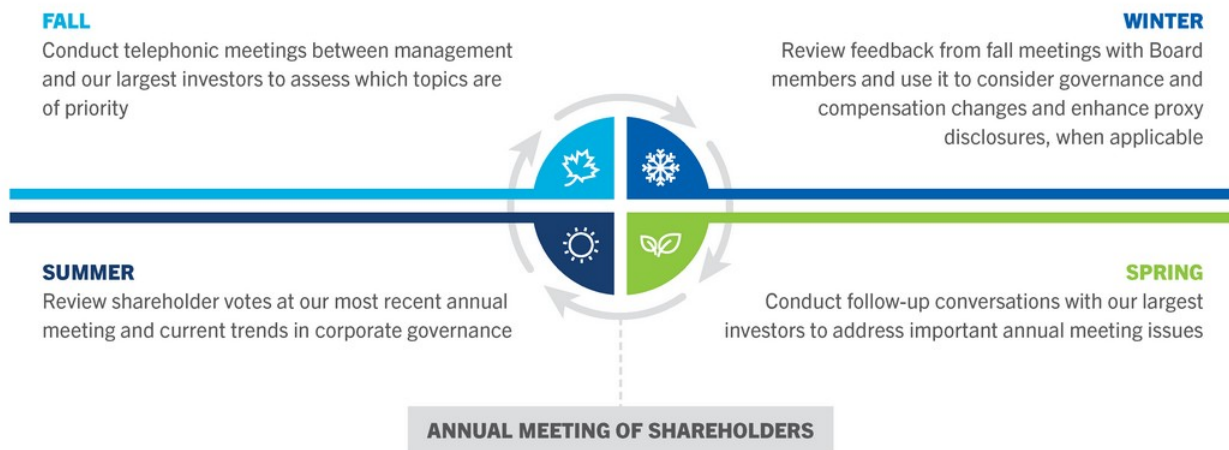 FALL
Conduct telephonic meetings between management
and our largest investors to assess which topics are
of priority
WINTER
Review feedback from fall meetings with Board
members and use it to consider governance and
compensation changes and enhance proxy
disclosures, when applicable
SUMMER
Review shareholder votes at our most recent annual
meeting and current trends in corporate governance
SPRING
Conduct follow-up conversations with our largest
investors to address important annual meeting issues
ANNUAL MEETING OF SHAREHOLDERS